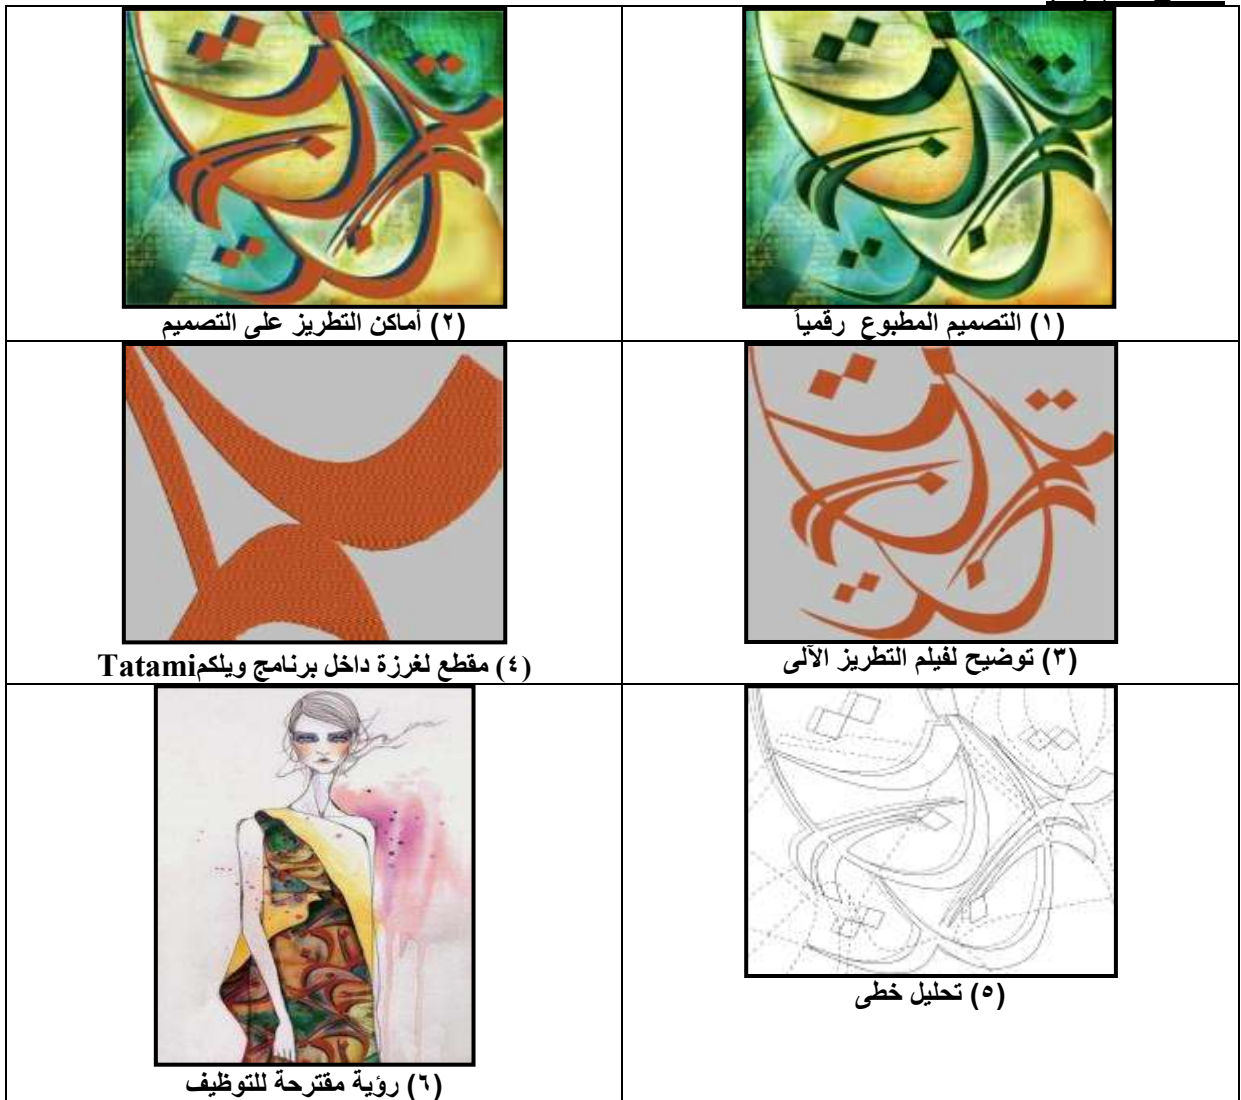 (١) التصميم المطبوع رقمياً
(٢) أماكن التطريز على التصميم
(٣) توضيح لفيلم التطريز الآلى
(٤) مقطع لغرزة داخل برنامج ويلكمTatami
(٥) تحليل خطى
(٦) رؤية مقترحة للتوظيف